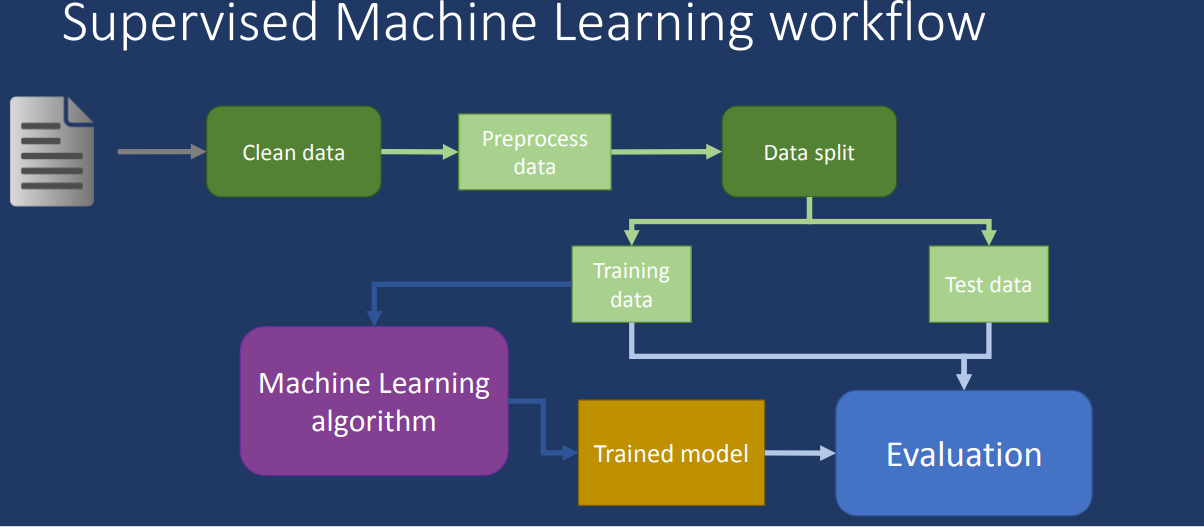 Supervised Machine Learning workflow
Clean data
Preprocess
data
Data split
Training
data
Test data
Machine Learning
algorithm
Trained model
Evaluation